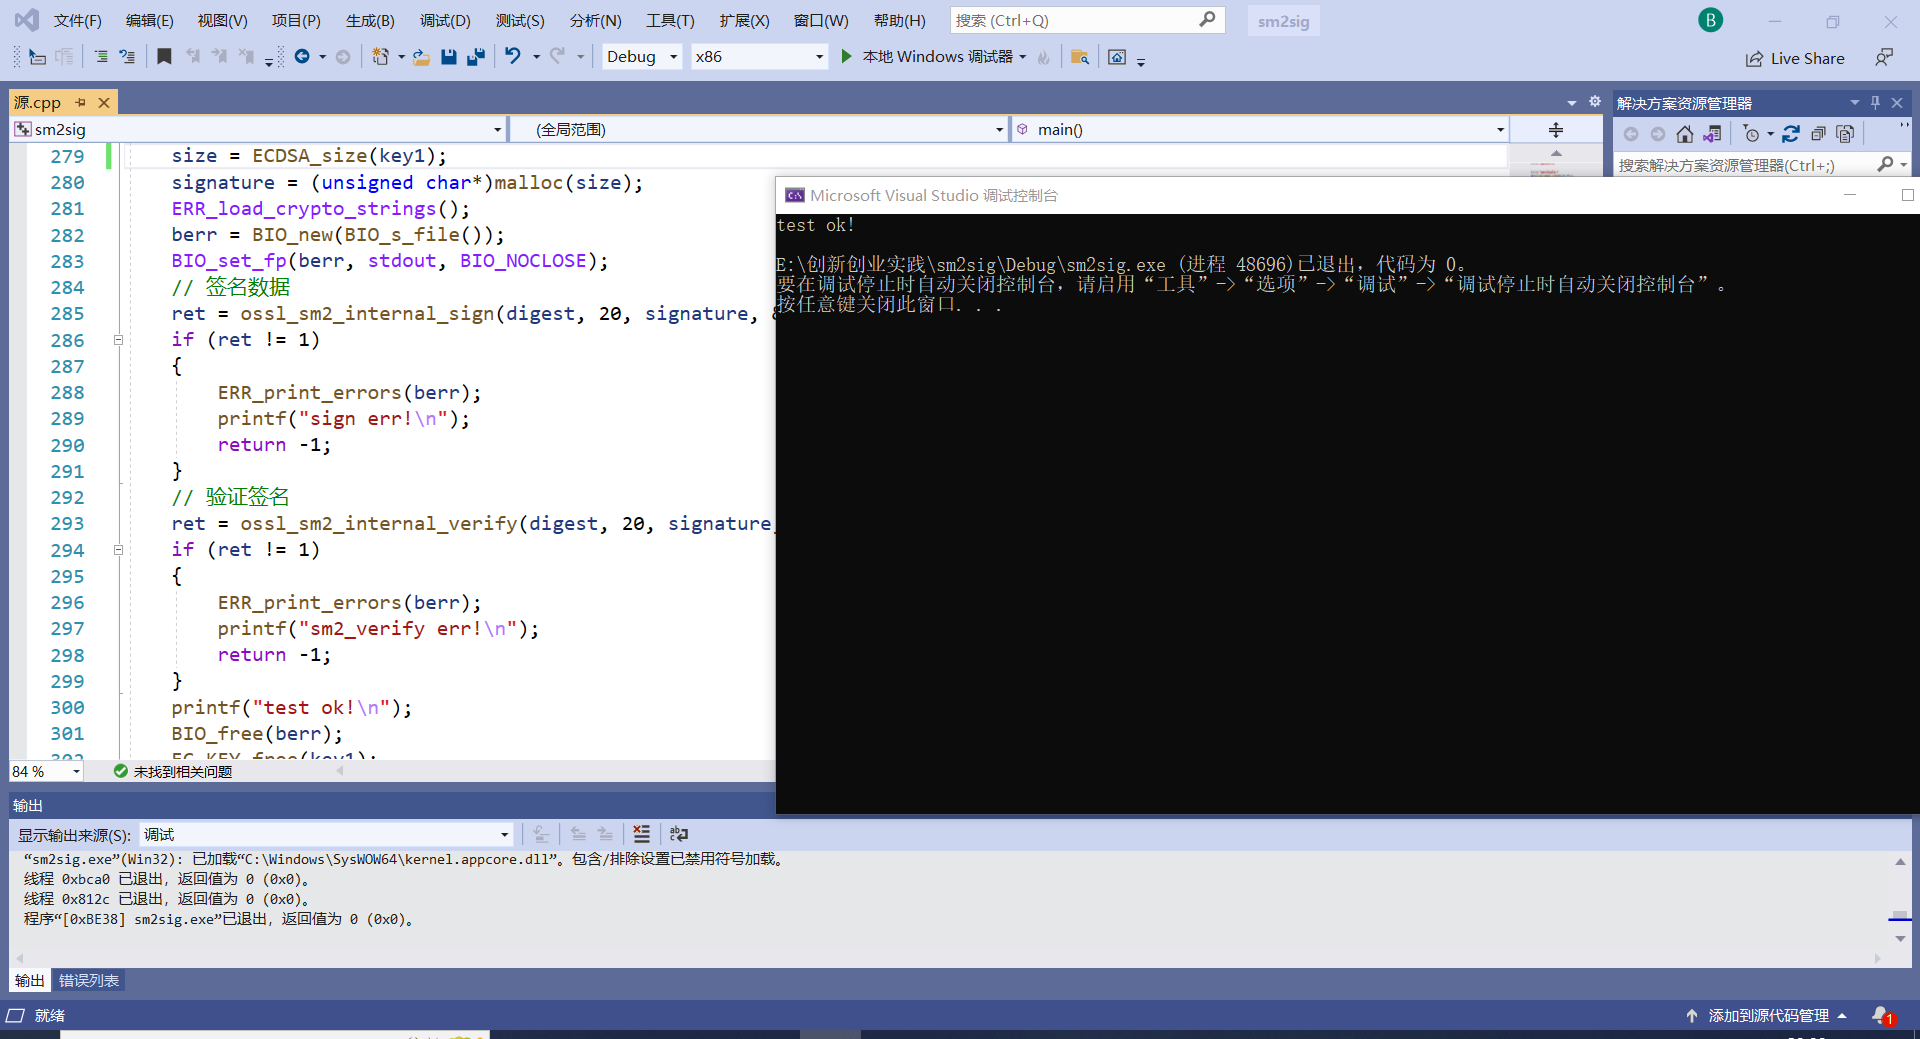 文件(F) 编辑(E) 视图(V) 项目(P) 生成(B) 调试(D) 测试(S) 分析(N) 工具(T) 扩展(X) 窗口(W) 帮助(H) 搜索 (Ctrl+Q) sm2sig B
Debug x86 本地 Windows 调试器 Live Share
源.cpp
sm2sig (全局范围) main()
279 size = ECDSA_size(key1);
280 signature = (unsigned char*)malloc(size);
281 ERR_load_crypto_strings();
282 berr = BIO_new(BIO_s_file());
283 BIO_set_fp(berr, stdout, BIO_NOCLOSE);
284 // 签名数据
285 ret = ossl_sm2_internal_sign(digest, 20, signature,
286 if (ret != 1)
287 {
288 ERR_print_errors(berr);
289 printf("sign err!\n");
290 return -1;
291 }
292 // 验证签名
293 ret = ossl_sm2_internal_verify(digest, 20, signature,
294 if (ret != 1)
295 {
296 ERR_print_errors(berr);
297 printf("sm2_verify err!\n");
298 return -1;
299 }
300 printf("test ok!\n");
301 BIO_free(berr);
302 EC_KEY_free(key1);
84 % 未找到相关问题
解决方案资源管理器
搜索解决方案资源管理器(Ctrl+;)
Microsoft Visual Studio 调试控制台
test ok!
E:\创新创业实践\sm2sig\Debug\sm2sig.exe (进程 48696)已退出，代码为 0。
要在调试停止时自动关闭控制台，请启用“工具”->“选项”->“调试”->“调试停止时自动关闭控制台”。
按任意键关闭此窗口. . .
输出
显示输出来源(S): 调试
“sm2sig.exe”(Win32): 已加载“C:\Windows\SysWOW64\kernel.appcore.dll”。包含/排除设置已禁用符号加载。
线程 0xbca0 已退出，返回值为 0 (0x0)。
线程 0x812c 已退出，返回值为 0 (0x0)。
程序“[0xBE38] sm2sig.exe”已退出，返回值为 0 (0x0)。
输出 错误列表
就绪 添加到源代码管理 1